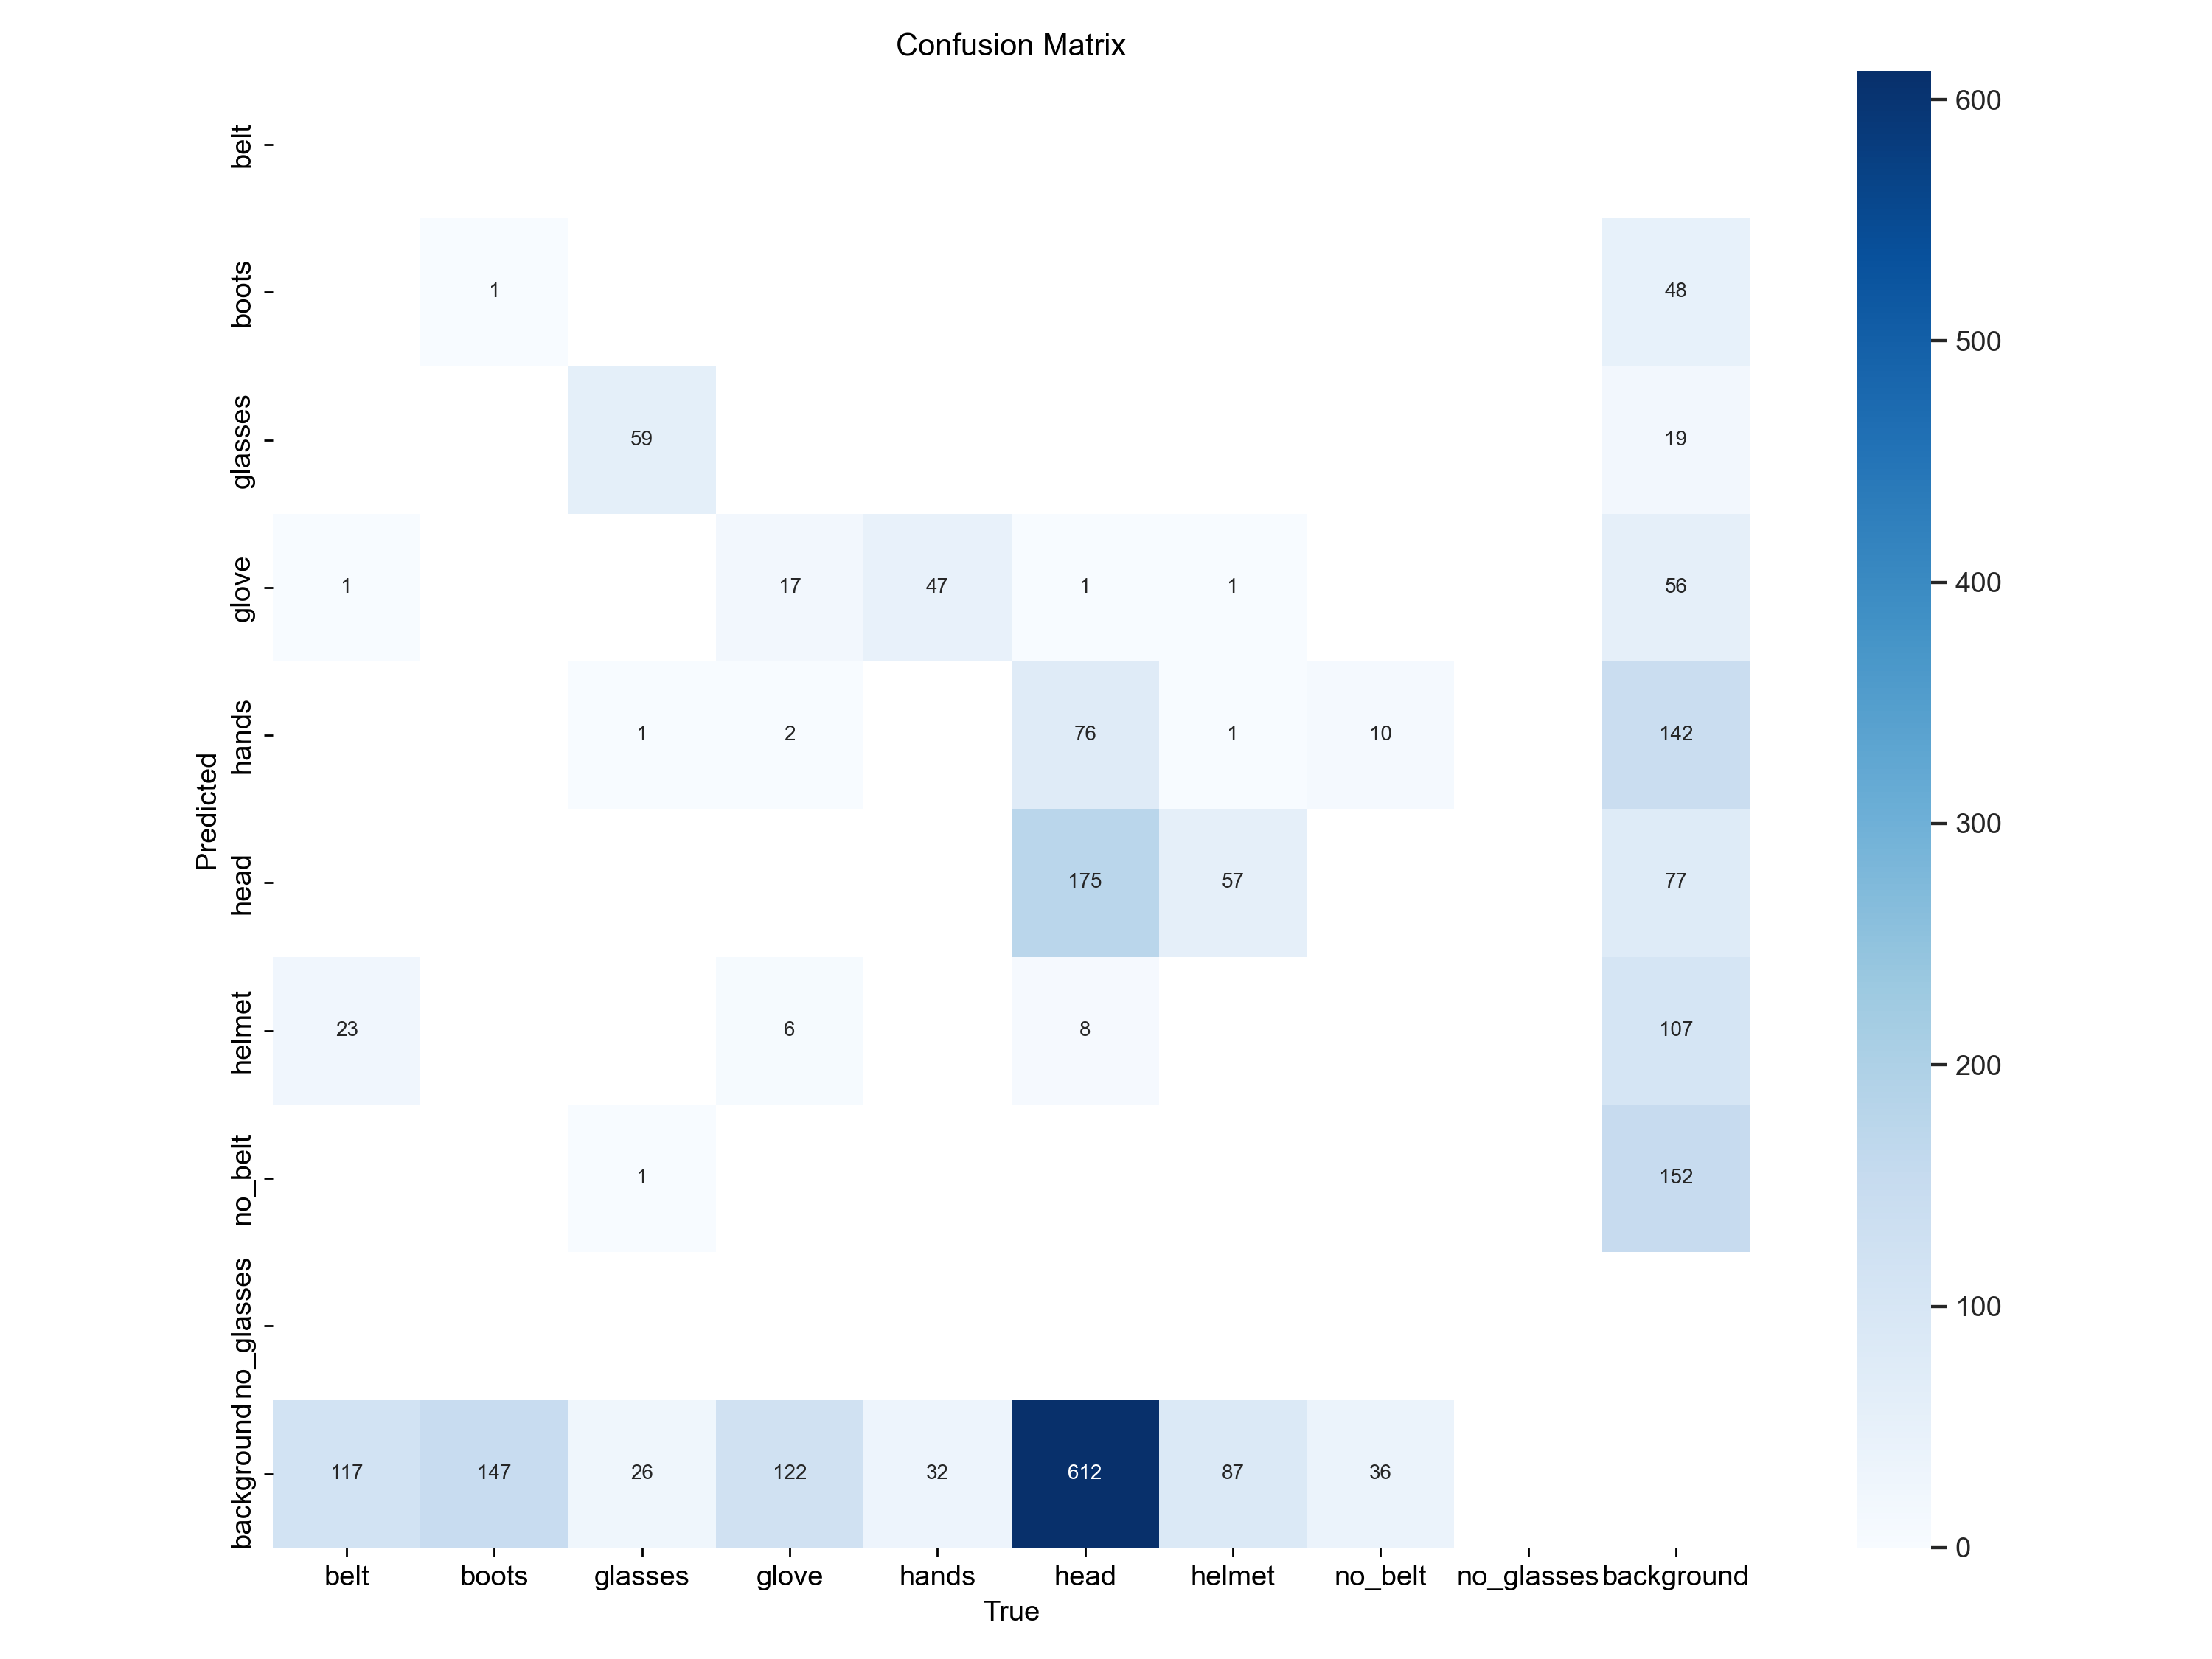 Confusion Matrix
belt
boots
1 48
glasses
59 19
glove
1 17 47 1 1 56
hands
1 2 76 1 10 142
head
175 57 77
helmet
23 6 8 107
no_belt
1 152
no_glasses
background
117 147 26 122 32 612 87 36
Predicted
belt boots glasses glove hands head helmet no_belt no_glasses background
True
600
500
400
300
200
100
0